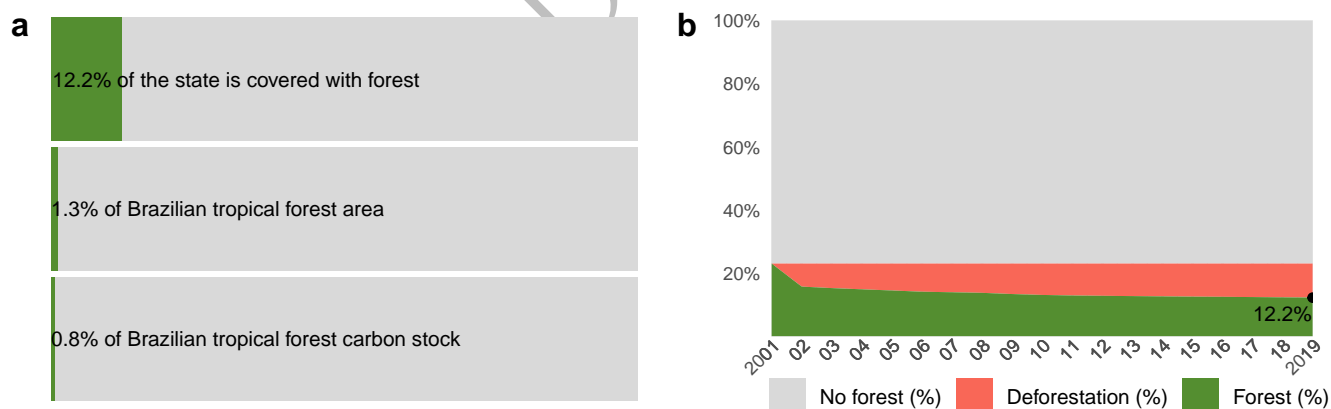 a
12.2% of the state is covered with forest
1.3% of Brazilian tropical forest area
0.8% of Brazilian tropical forest carbon stock
b
100%
80%
60%
40%
20%
12.2%
2001 02 03 04 05 06 07 08 09 10 11 12 13 14 15 16 17 18 2019
No forest (%) Deforestation (%) Forest (%)